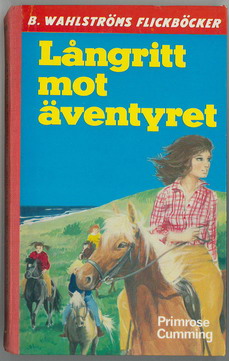 B. WAHLSTRÖMS FLICKBÖCKER
Långritt
mot
äventyret
Primrose
Cumming